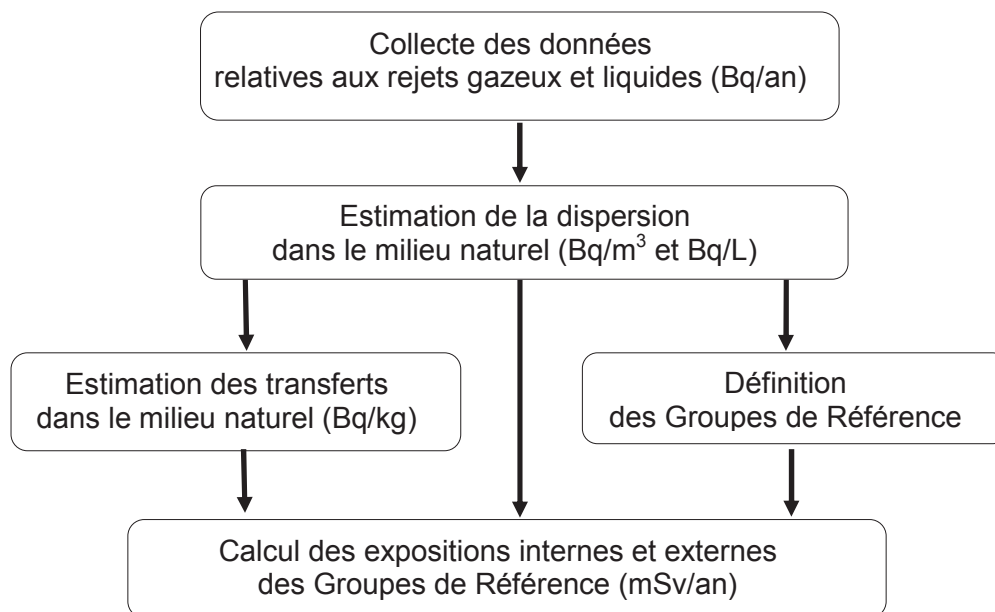 Collecte des données
relatives aux rejets gazeux et liquides (Bq/an)
Estimation de la dispersion
dans le milieu naturel (Bq/m³ et Bq/L)
Estimation des transferts
dans le milieu naturel (Bq/kg)
Définition
des Groupes de Référence
Calcul des expositions internes et externes
des Groupes de Référence (mSv/an)